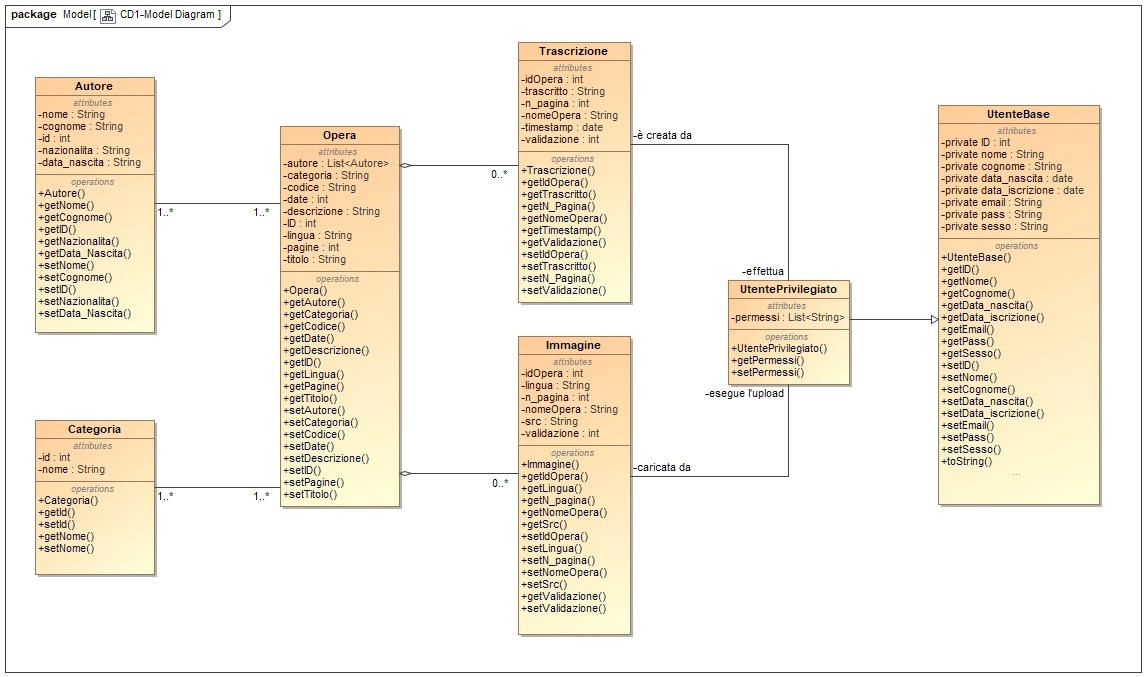 package Model[ CD1-Model Diagram ]
Autore
attributes
-nome : String
-cognome : String
-id : int
-nazionalita : String
-data_nascita : String
operations
+Autore()
+getNome()
+getCognome()
+getID()
+getNazionalita()
+getData_Nascita()
+setNome()
+setCognome()
+setID()
+setNazionalita()
+setData_Nascita()
1..*
1..*
Categoria
attributes
-id : int
-nome : String
operations
+Categoria()
+getId()
+setId()
+getNome()
+setNome()
1..*
1..*
Opera
attributes
-autore : List<Autore>
-categoria : String
-codice : String
-date : int
-descrizione : String
-ID : int
-lingua : String
-pagine : int
-titolo : String
operations
+Opera()
+getAutore()
+getCategoria()
+getCodice()
+getDate()
+getDescrizione()
+getID()
+getLingua()
+getPagine()
+getTitolo()
+setAutore()
+setCategoria()
+setCodice()
+setDate()
+setDescrizione()
+setID()
+setPagine()
+setTitolo()
0..*
0..*
Trascrizione
attributes
-idOpera : int
-trascritto : String
-n_pagina : int
-nomeOpera : String
-timestamp : date
-validazione : int
operations
+Trascrizione()
+getIdOpera()
+getTrascritto()
+getN_Pagina()
+getNomeOpera()
+getTimestamp()
+getValidazione()
+setIdOpera()
+setTrascritto()
+setN_Pagina()
+setValidazione()
-è creata da
-effettua
Immagine
attributes
-idOpera : int
-lingua : String
-n_pagina : int
-nomeOpera : String
-src : String
-validazione : int
operations
+Immagine()
+getIdOpera()
+getLingua()
+getN_pagina()
+getNomeOpera()
+getSrc()
+setIdOpera()
+setLingua()
+setN_pagina()
+setNomeOpera()
+setSrc()
+getValidazione()
+setValidazione()
-caricata da
-esegue l'upload
UtentePrivilegiato
attributes
-permessi : List<String>
operations
+UtentePrivilegiato()
+getPermessi()
+setPermessi()
UtenteBase
attributes
-private ID : int
-private nome : String
-private cognome : String
-private data_nascita : date
-private data_iscrizione : date
-private email : String
-private pass : String
-private sesso : String
operations
+UtenteBase()
+getID()
+getNome()
+getCognome()
+getData_nascita()
+getData_iscrizione()
+getEmail()
+getPass()
+getSesso()
+setID()
+setNome()
+setCognome()
+setData_nascita()
+setData_iscrizione()
+setEmail()
+setPass()
+setSesso()
+toString()
...